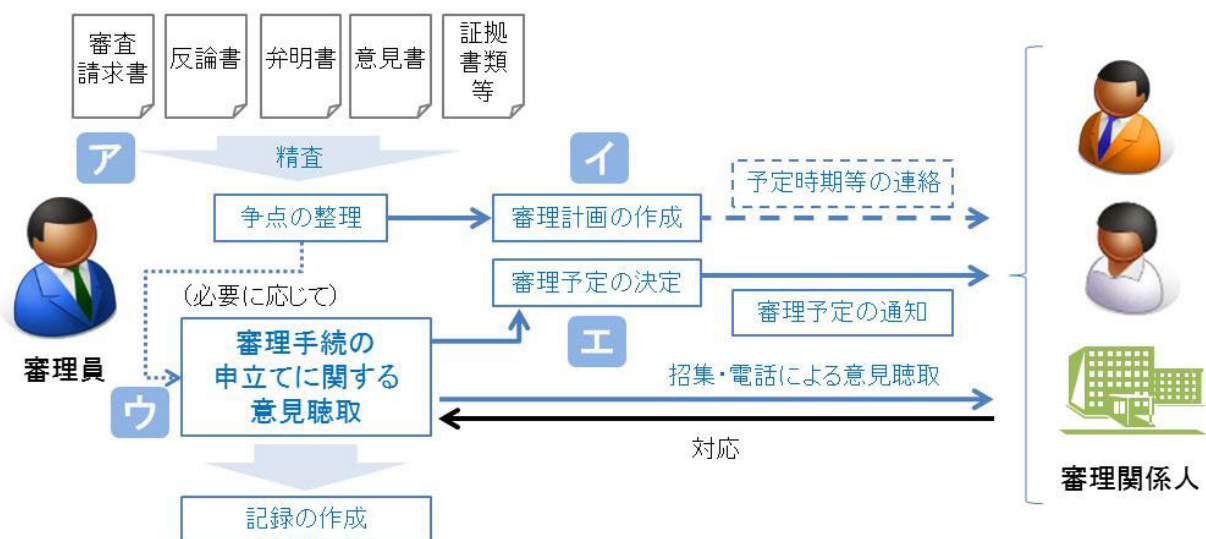 審査
請求書
反論書
弁明書
意見書
証拠
書類
等
ア
精査
イ
予定時期等の連絡
争点の整理
審理計画の作成
審理予定の決定
(必要に応じて)
審理予定の通知
エ
審理手続の
申立てに関する
意見聴取
審理員
招集・電話による意見聴取
ウ
対応
審理関係人
記録の作成